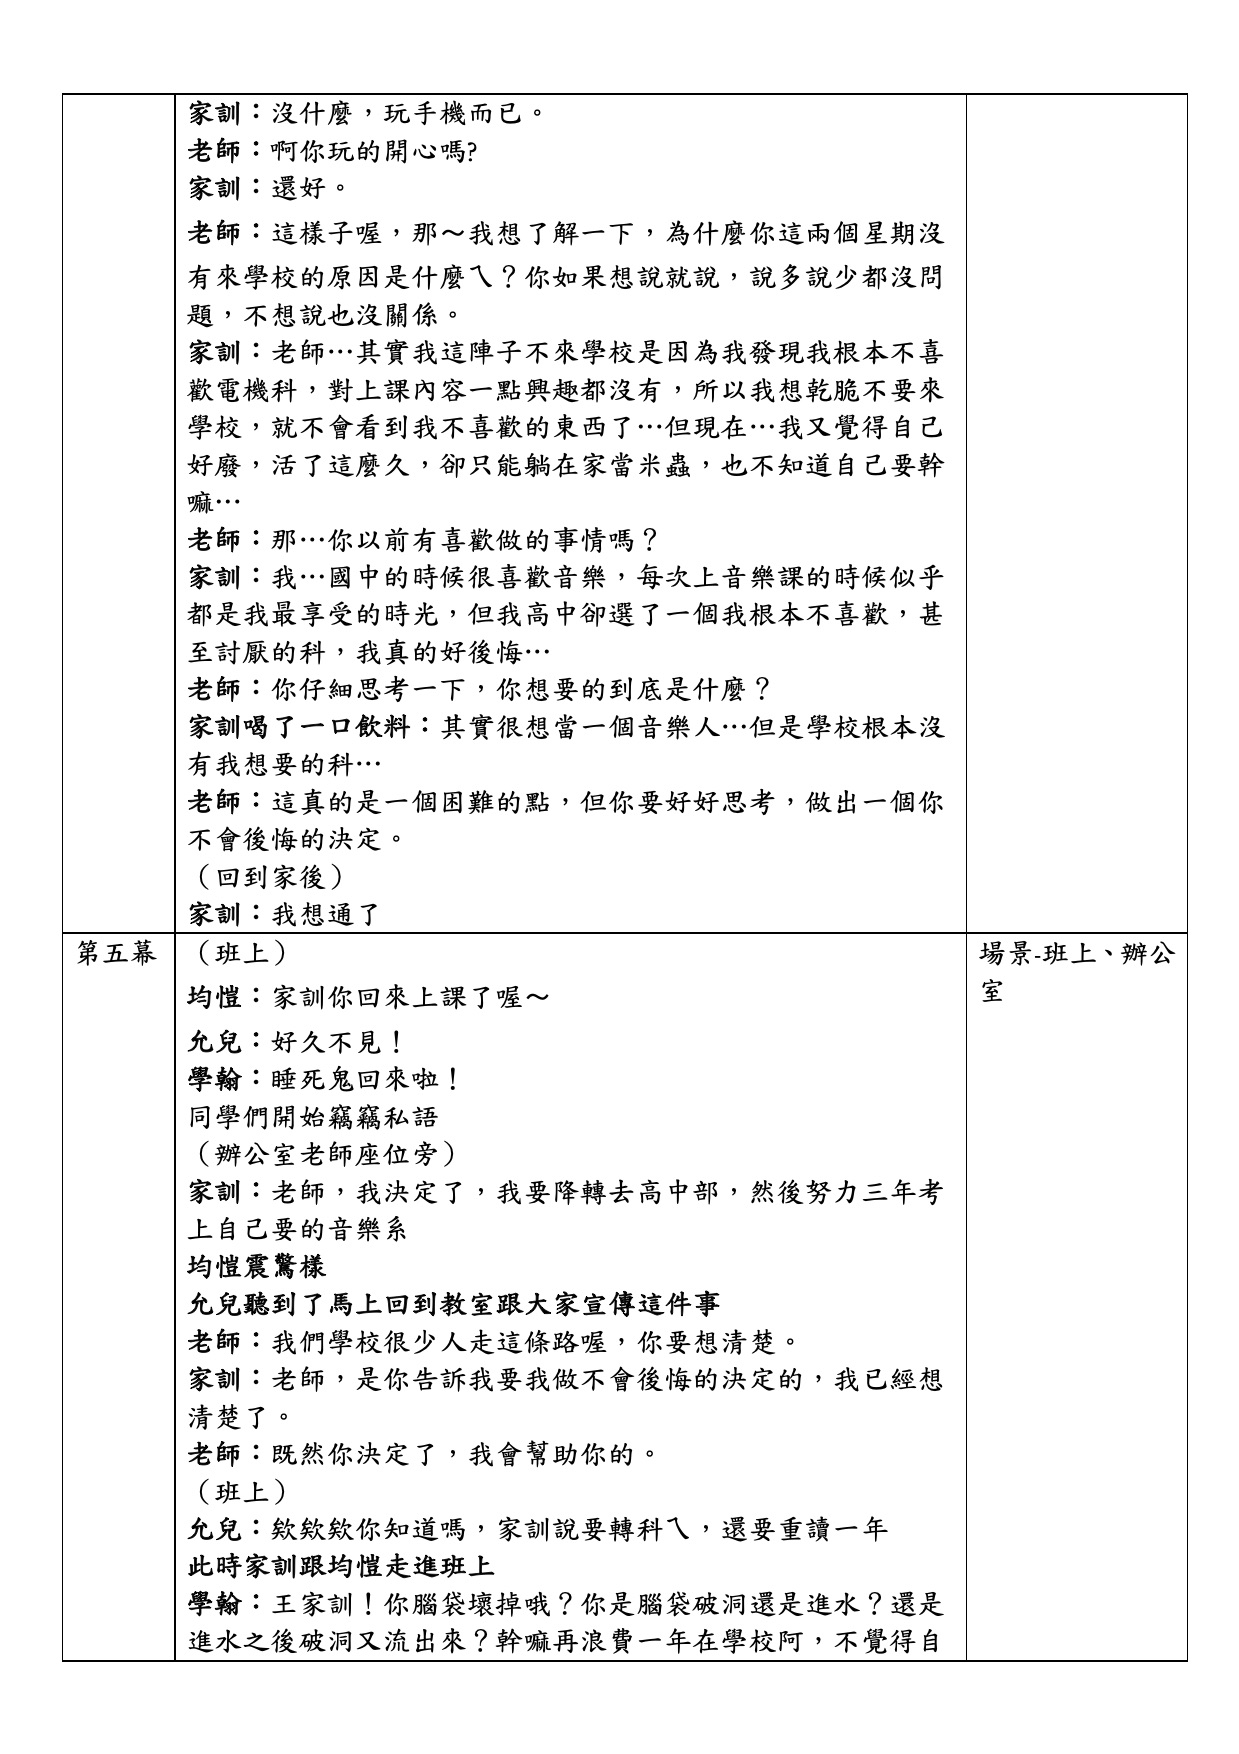 家訓：沒什麼，玩手機而已。
老師：啊你玩的開心嗎?
家訓：還好。
老師：這樣子喔，那～我想了解一下，為什麼你這兩個星期沒
有來學校的原因是什麼ㄟ？你如果想說就說，說多說少都沒問
題，不想說也沒關係。
家訓：老師…其實我這陣子不來學校是因為我發現我根本不喜
歡電機科，對上課內容一點興趣都沒有，所以我想乾脆不要來
學校，就不會看到我不喜歡的東西了…但現在…我又覺得自己
好廢，活了這麼久，卻只能躺在家當米蟲，也不知道自己要幹
嘛…
老師：那…你以前有喜歡做的事情嗎？
家訓：我…國中的時候很喜歡音樂，每次上音樂課的時候似乎
都是我最享受的時光，但我高中卻選了一個我根本不喜歡，甚
至討厭的科，我真的好後悔…
老師：你仔細思考一下，你想要的到底是什麼？
家訓喝了一口飲料：其實很想當一個音樂人…但是學校根本沒
有我想要的科…
老師：這真的是一個困難的點，但你要好好思考，做出一個你
不會後悔的決定。
（回到家後）
家訓：我想通了
第五幕
（班上）
均愷：家訓你回來上課了喔～
允兒：好久不見！
學翰：睡死鬼回來啦！
同學們開始竊竊私語
（辦公室老師座位旁）
家訓：老師，我決定了，我要降轉去高中部，然後努力三年考
上自己要的音樂系
均愷震驚樣
允兒聽到了馬上回到教室跟大家宣傳這件事
老師：我們學校很少人走這條路喔，你要想清楚。
家訓：老師，是你告訴我要我做不會後悔的決定的，我已經想
清楚了。
老師：既然你決定了，我會幫助你的。
（班上）
允兒：欸欸欸你知道嗎，家訓說要轉科ㄟ，還要重讀一年
此時家訓跟均愷走進班上
學翰：王家訓！你腦袋壞掉哦？你是腦袋破洞還是進水？還是
進水之後破洞又流出來？幹嘛再浪費一年在學校阿，不覺得自
場景-班上、辦公
室